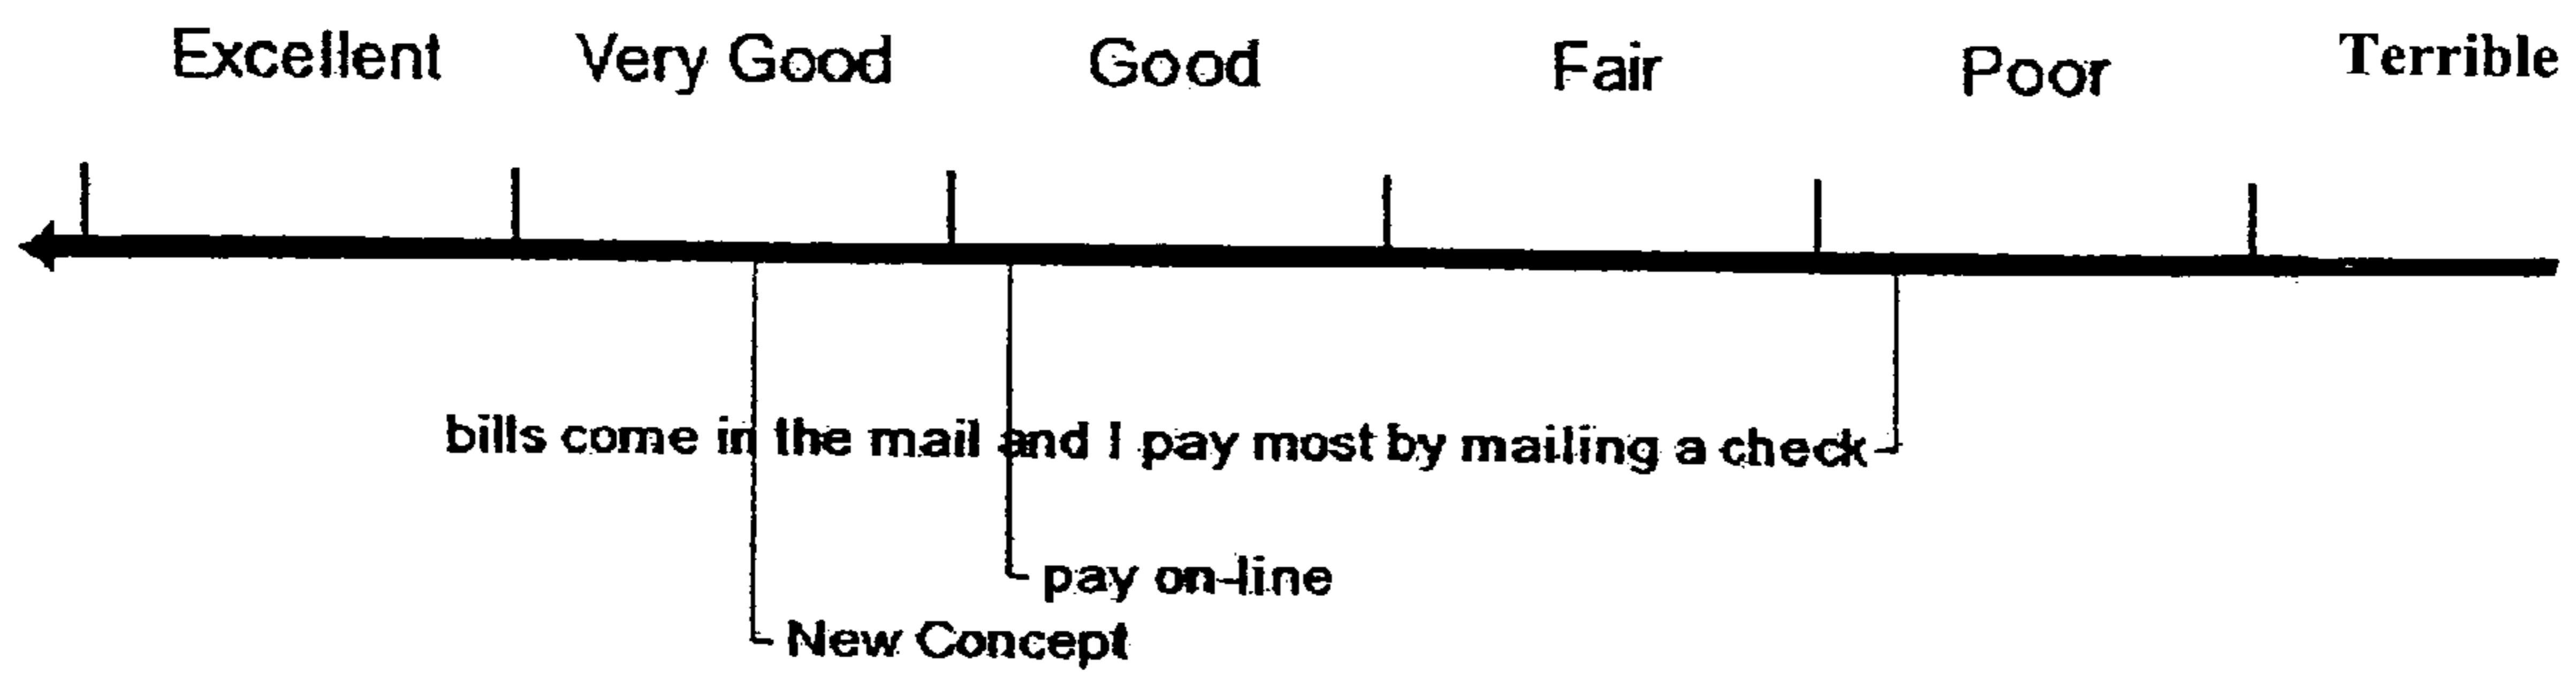 Excellent Very Good Good Fair Poor Terrible
bills come in the mail and I pay most by mailing a check
pay on-line
New Concept